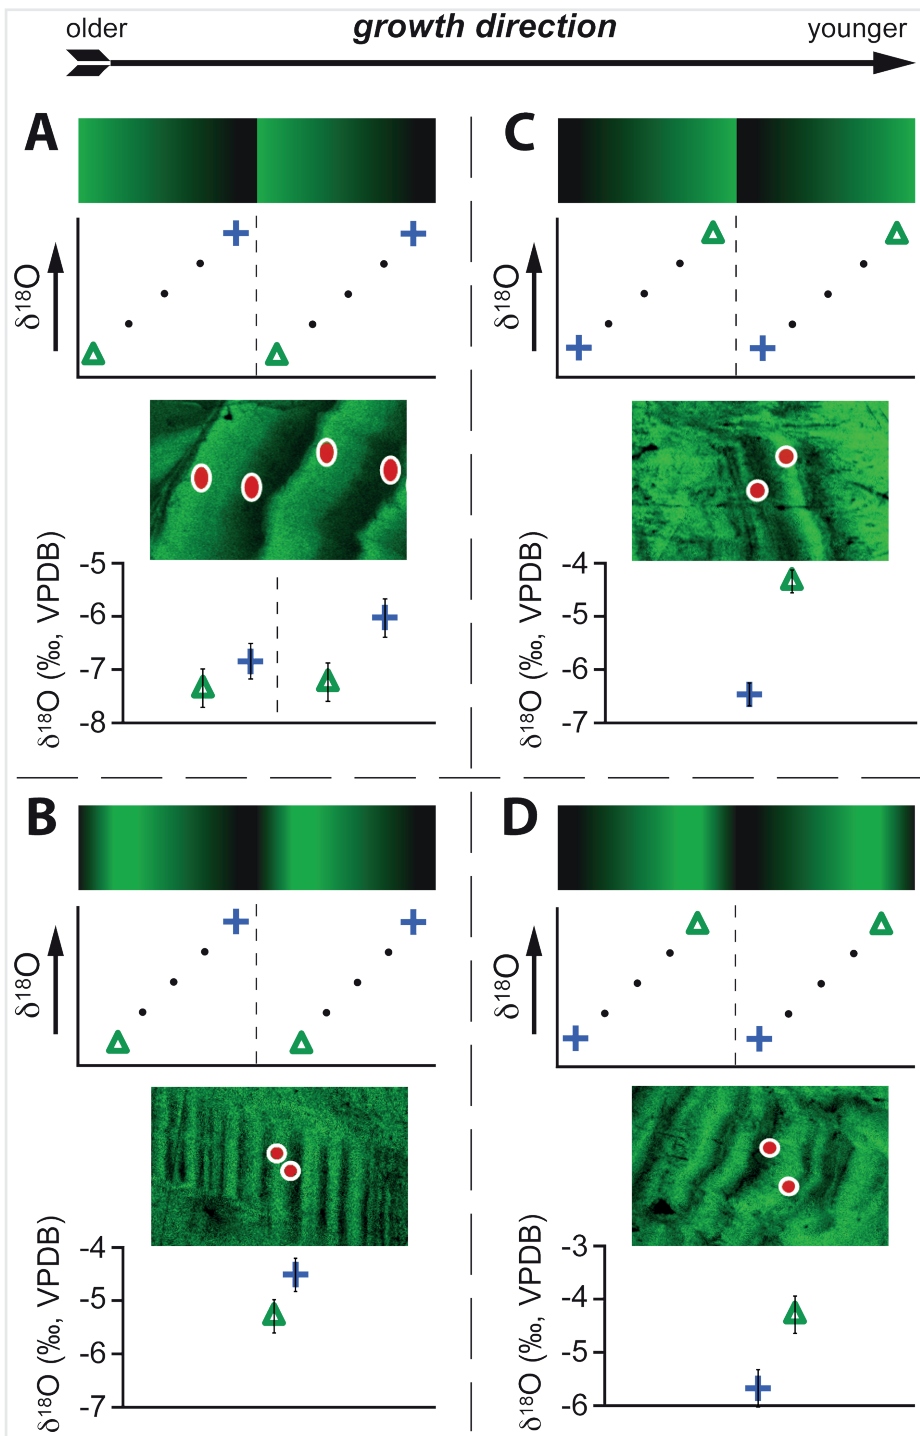 growth direction
older
younger
A
δ¹⁸O
-5
-6
-7
-8
δ¹⁸O (‰, VPDB)
C
δ¹⁸O
-4
-5
-6
-7
δ¹⁸O (‰, VPDB)
B
δ¹⁸O
-4
-5
-6
-7
δ¹⁸O (‰, VPDB)
D
δ¹⁸O
-3
-4
-5
-6
δ¹⁸O (‰, VPDB)